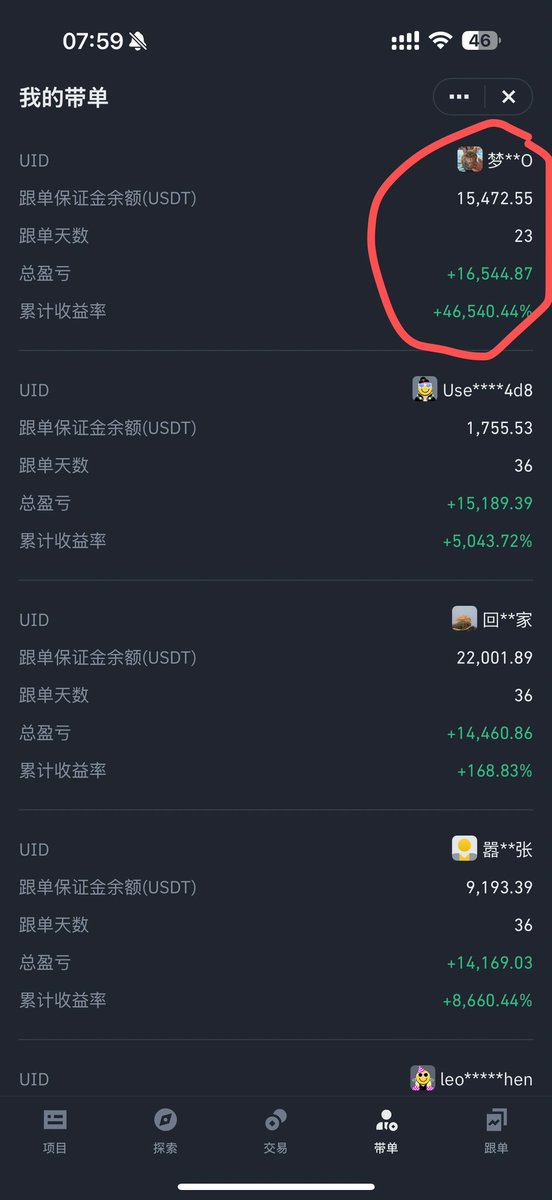 07:59
46
我的带单
UID 梦**O
跟单保证金余额(USDT) 15,472.55
跟单天数 23
总盈亏 +16,544.87
累计收益率 +46,540.44%
UID Use****4d8
跟单保证金余额(USDT) 1,755.53
跟单天数 36
总盈亏 +15,189.39
累计收益率 +5,043.72%
UID 回**家
跟单保证金余额(USDT) 22,001.89
跟单天数 36
总盈亏 +14,460.86
累计收益率 +168.83%
UID 嚣**张
跟单保证金余额(USDT) 9,193.39
跟单天数 36
总盈亏 +14,169.03
累计收益率 +8,660.44%
UID leo*****hen
项目 探索 交易 带单 跟单